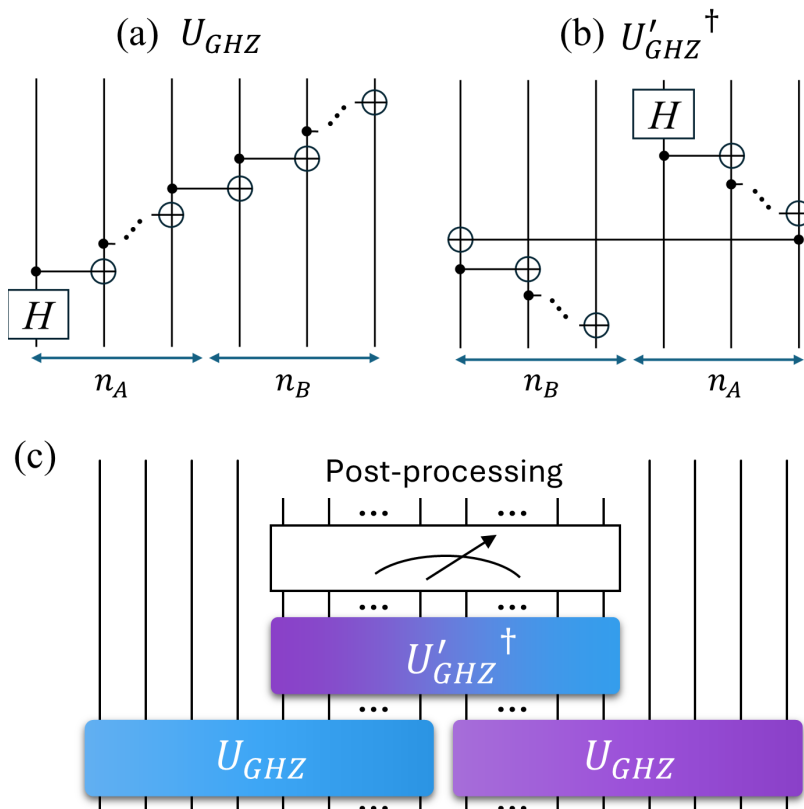 (a) U_GHZ
(b) U′_GHZ†
H
H
n_A
n_B
n_B
n_A
(c)
Post-processing
...
...
...
...
U′_GHZ†
...
...
U_GHZ
U_GHZ
...
...